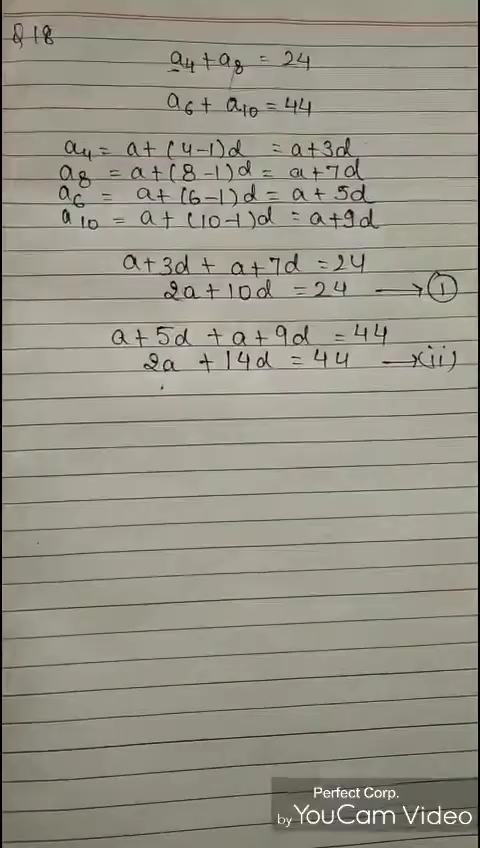 Q 18
a4 + a8 = 24
a6 + a10 = 44
a4 = a + (4-1)d = a+3d
a8 = a + (8-1)d = a+7d
a6 = a + (6-1)d = a + 5d
a10 = a + (10-1)d = a+9d
a+3d + a+7d = 24
2a + 10d = 24 → ①
a + 5d + a + 9d = 44
2a + 14d = 44 → (ii)
Perfect Corp.
by YouCam Video